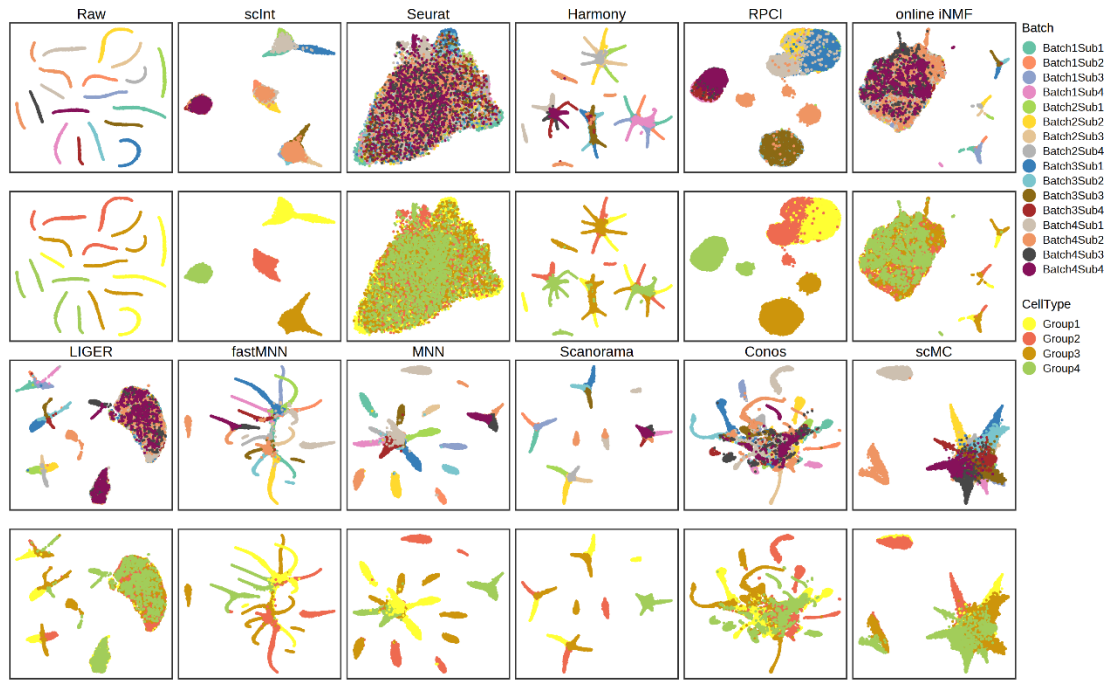 Raw
scInt
Seurat
Harmony
RPCI
online iNMF
Batch
Batch1Sub1
Batch1Sub2
Batch1Sub3
Batch1Sub4
Batch2Sub1
Batch2Sub2
Batch2Sub3
Batch2Sub4
Batch3Sub1
Batch3Sub2
Batch3Sub3
Batch3Sub4
Batch4Sub1
Batch4Sub2
Batch4Sub3
Batch4Sub4
CellType
Group1
Group2
Group3
Group4
LIGER
fastMNN
MNN
Scanorama
Conos
scMC